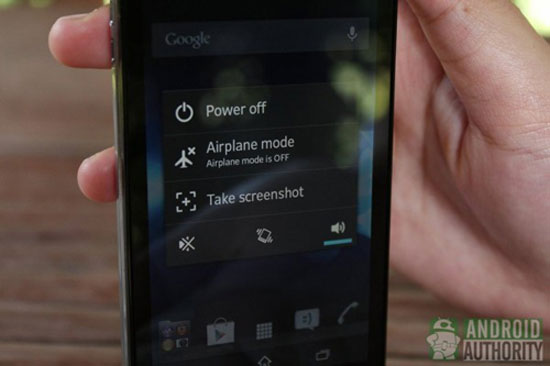 Google
Power off
Airplane mode
Airplane mode is OFF
Take screenshot
ANDROID
AUTHORITY